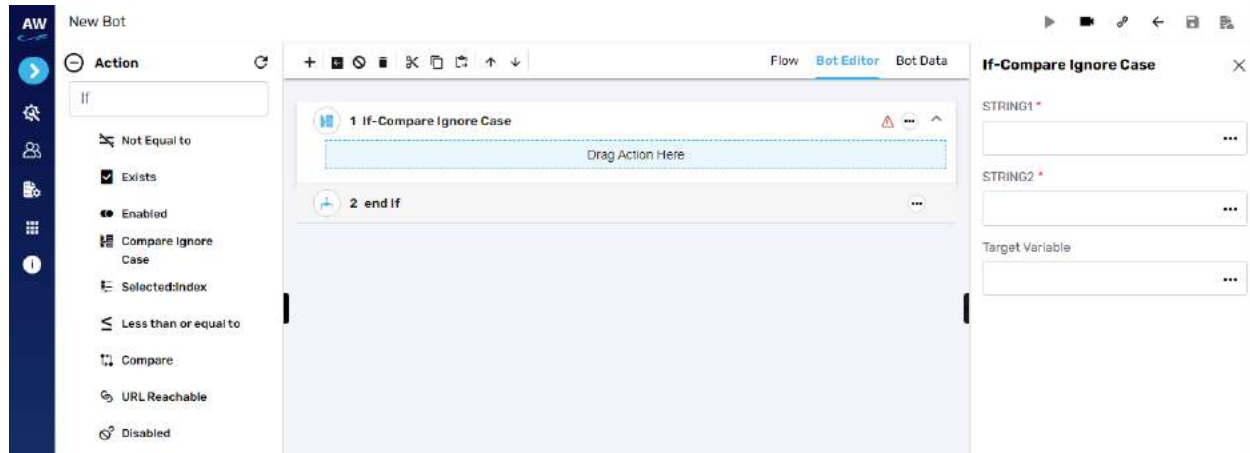 AW
New Bot
Action
If
Not Equal to
Exists
Enabled
Compare Ignore
Case
Selected:Index
Less than or equal to
Compare
URL Reachable
Disabled
Flow Bot Editor Bot Data
1 If-Compare Ignore Case
Drag Action Here
2 end If
If-Compare Ignore Case
STRING1 *
STRING2 *
Target Variable